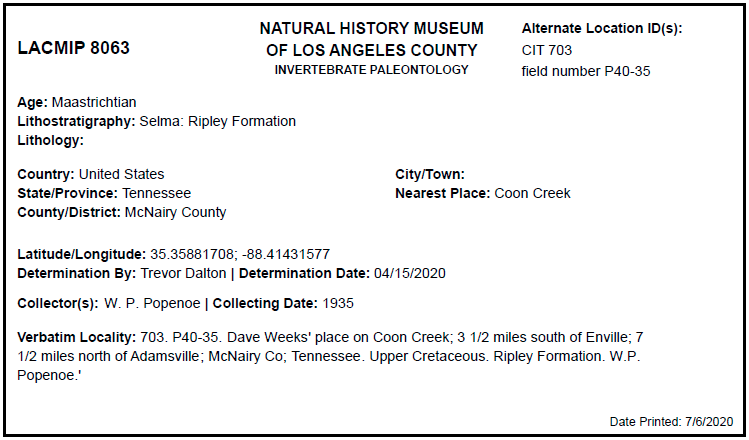 LACMIP 8063
NATURAL HISTORY MUSEUM
OF LOS ANGELES COUNTY
INVERTEBRATE PALEONTOLOGY
Alternate Location ID(s):
CIT 703
field number P40-35
Age: Maastrichtian
Lithostratigraphy: Selma: Ripley Formation
Lithology:
Country: United States
State/Province: Tennessee
County/District: McNairy County
City/Town:
Nearest Place: Coon Creek
Latitude/Longitude: 35.35881708; -88.41431577
Determination By: Trevor Dalton | Determination Date: 04/15/2020
Collector(s): W. P. Popenoe | Collecting Date: 1935
Verbatim Locality: 703. P40-35. Dave Weeks' place on Coon Creek; 3 1/2 miles south of Enville; 7
1/2 miles north of Adamsville; McNairy Co; Tennessee. Upper Cretaceous. Ripley Formation. W.P.
Popenoe.'
Date Printed: 7/6/2020